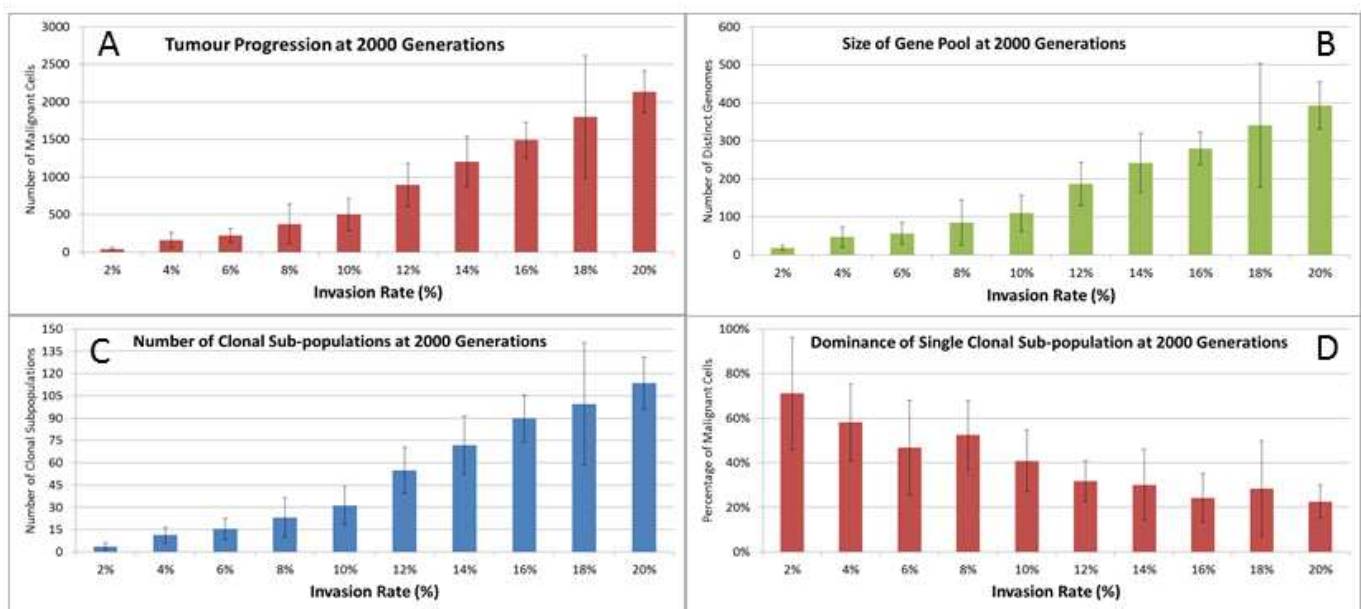 A
Tumour Progression at 2000 Generations
Number of Malignant Cells
3000
2500
2000
1500
1000
500
0
2% 4% 6% 8% 10% 12% 14% 16% 18% 20%
Invasion Rate (%)
B
Size of Gene Pool at 2000 Generations
Number of Distinct Genomes
600
500
400
300
200
100
0
2% 4% 6% 8% 10% 12% 14% 16% 18% 20%
Invasion Rate (%)
C
Number of Clonal Sub-populations at 2000 Generations
Number of Clonal Subpopulations
150
135
120
105
90
75
60
45
30
15
0
2% 4% 6% 8% 10% 12% 14% 16% 18% 20%
Invasion Rate (%)
D
Dominance of Single Clonal Sub-population at 2000 Generations
Percentage of Malignant Cells
100%
80%
60%
40%
20%
0%
2% 4% 6% 8% 10% 12% 14% 16% 18% 20%
Invasion Rate (%)